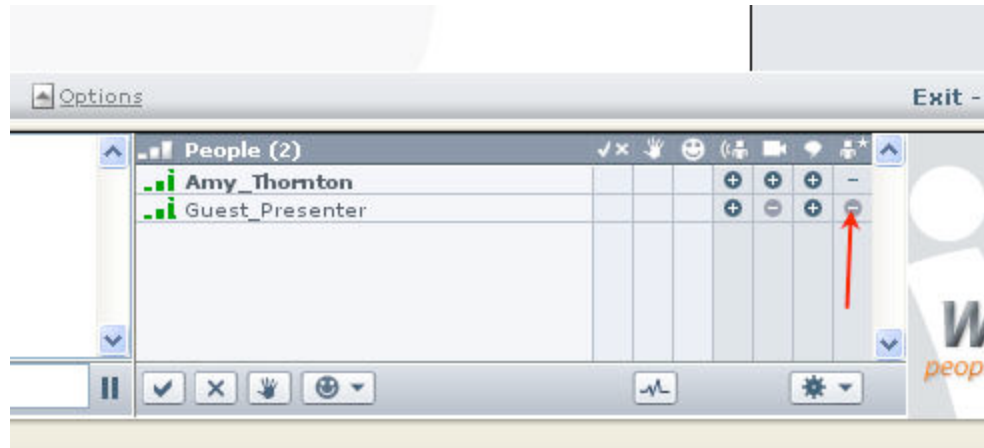 Options
Exit -
People (2)
Amy_Thornton
Guest_Presenter
W
peop